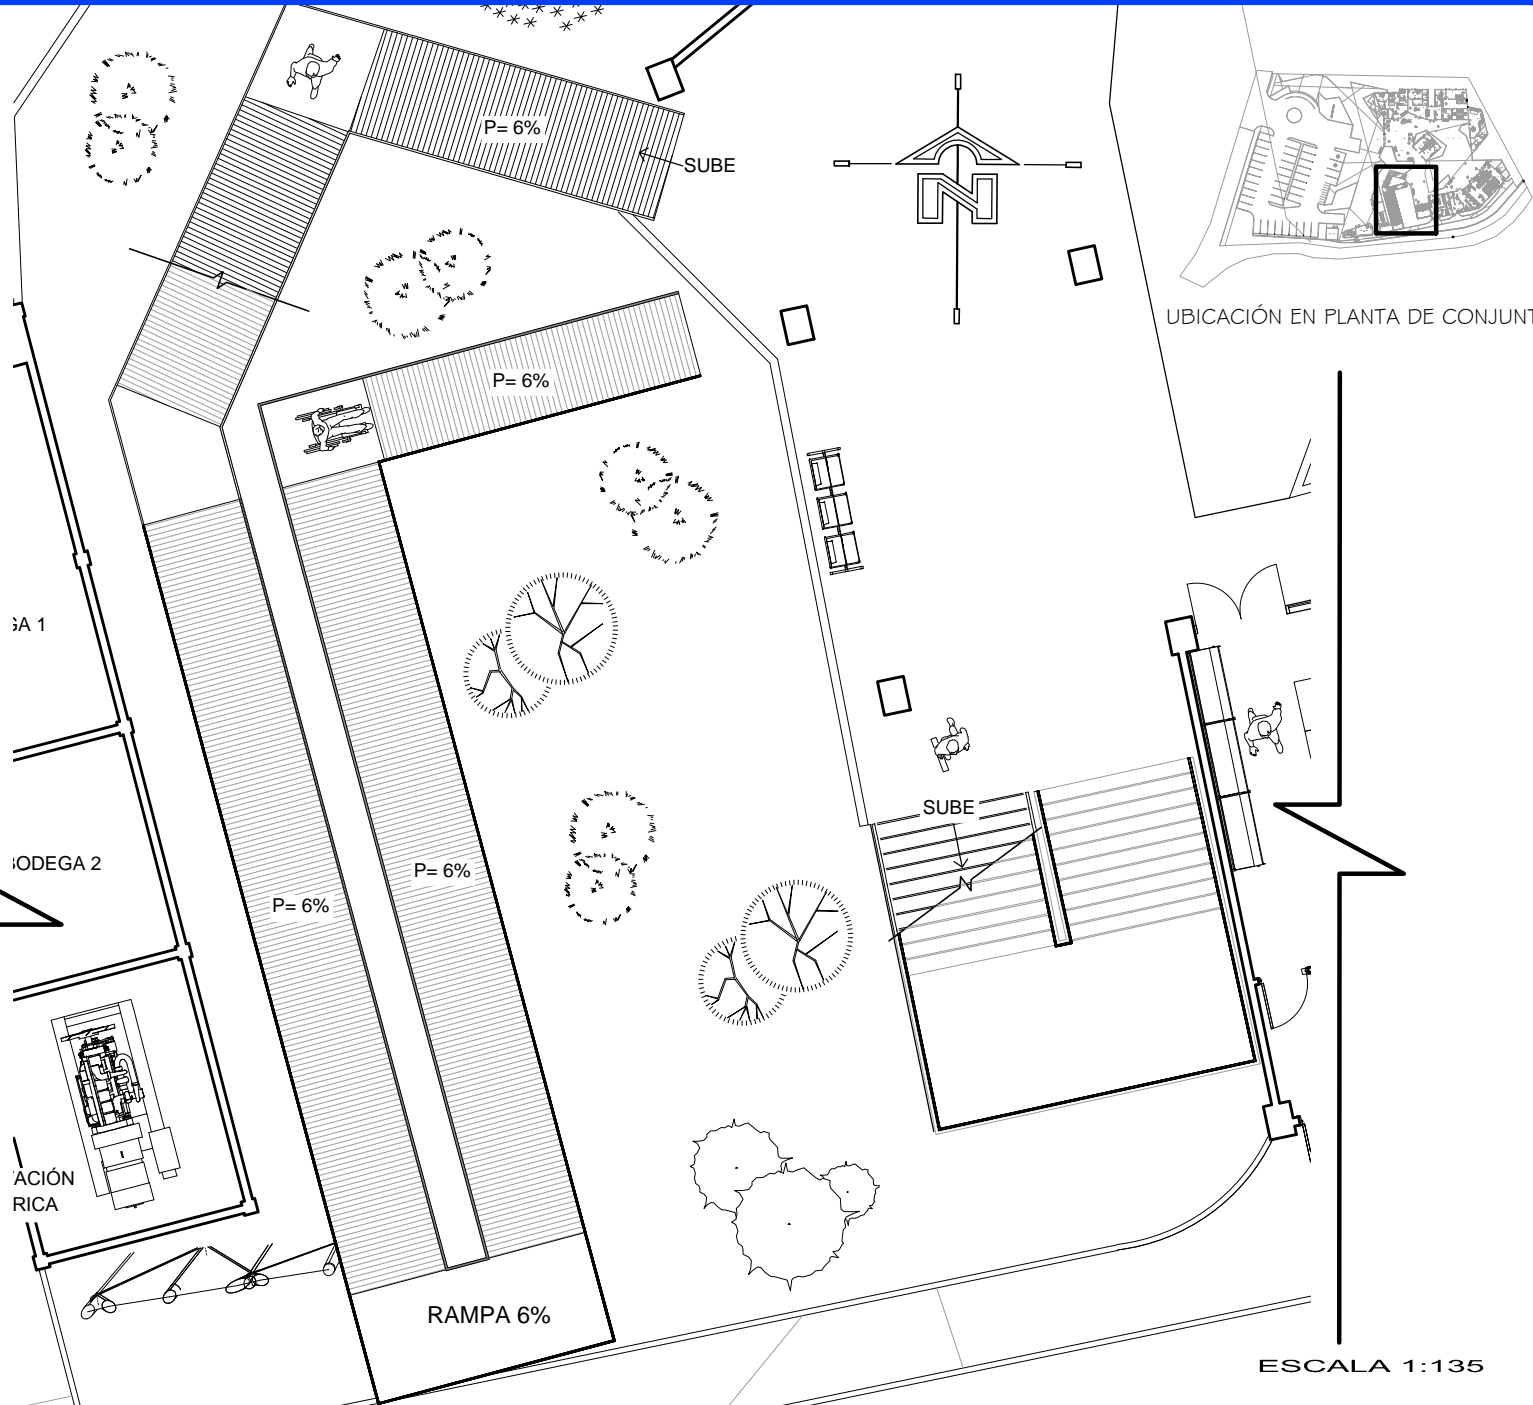 P= 6%
SUBE
N
UBICACIÓN EN PLANTA DE CONJUNT
P= 6%
GA 1
SUBE
BODEGA 2
P= 6%
P= 6%
ACIÓN
RICA
RAMPA 6%
ESCALA 1:135